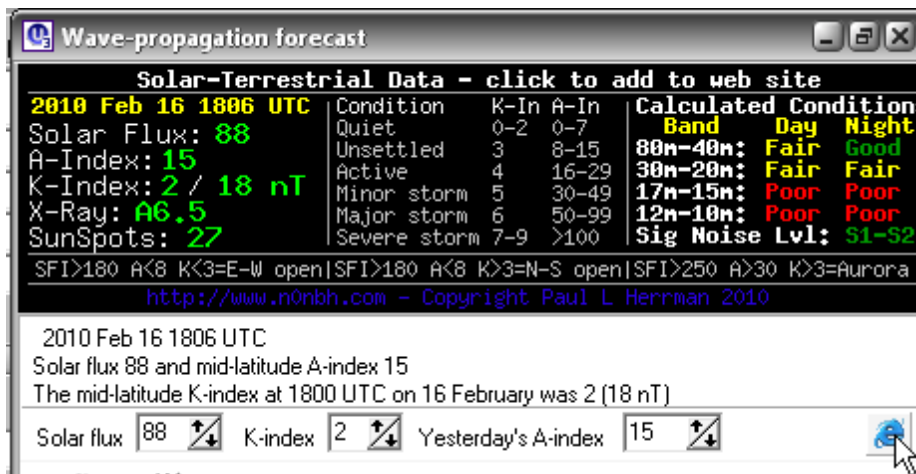 Wave-propagation forecast
Solar-Terrestrial Data - click to add to web site
2010 Feb 16 1806 UTC
Solar Flux: 88
A-Index: 15
K-Index: 2 / 18 nT
X-Ray: A6.5
SunSpots: 27
Condition K-In A-In
Quiet 0-2 0-7
Unsettled 3 8-15
Active 4 16-29
Minor storm 5 30-49
Major storm 6 50-99
Severe storm 7-9 >100
Calculated Condition
Band Day Night
80m-40m: Fair Good
30m-20m: Fair Fair
17m-15m: Poor Poor
12m-10m: Poor Poor
Sig Noise Lvl: S1-S2
SFI>180 A<8 K<3=E-W open|SFI>180 A<8 K>3=N-S open|SFI>250 A>30 K>3=Aurora
http://www.n0nbh.com - Copyright Paul L Herrman 2010
2010 Feb 16 1806 UTC
Solar flux 88 and mid-latitude A-index 15
The mid-latitude K-index at 1800 UTC on 16 February was 2 (18 nT)
Solar flux 88 K-index 2 Yesterday's A-index 15